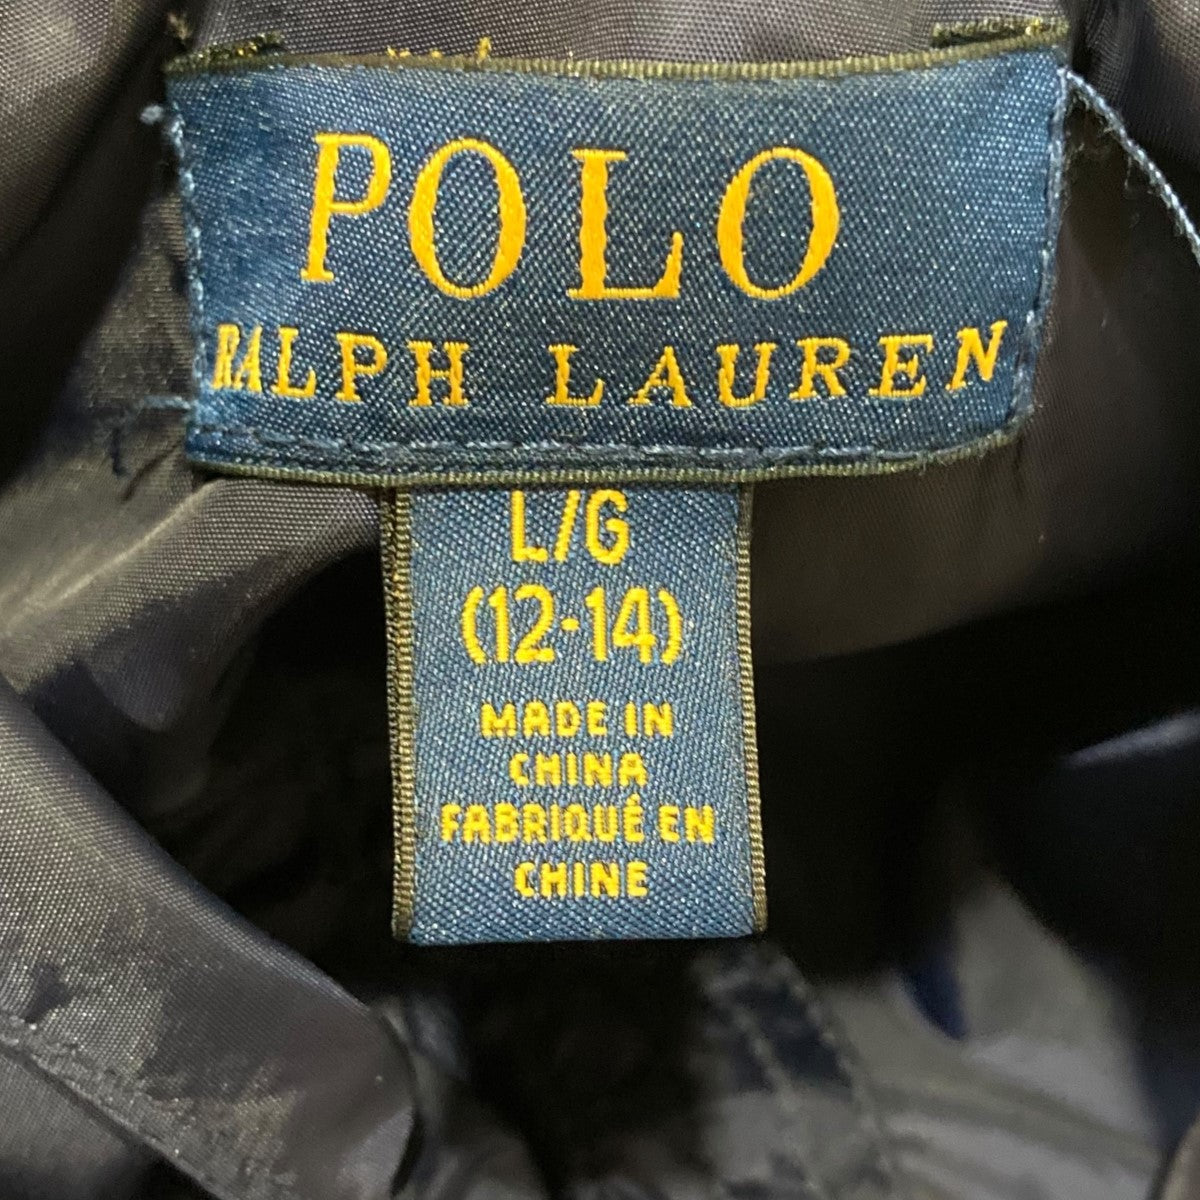 POLO
RALPH LAUREN
L/G
(12-14)
MADE IN
CHINA
FABRIQUÉ EN
CHINE